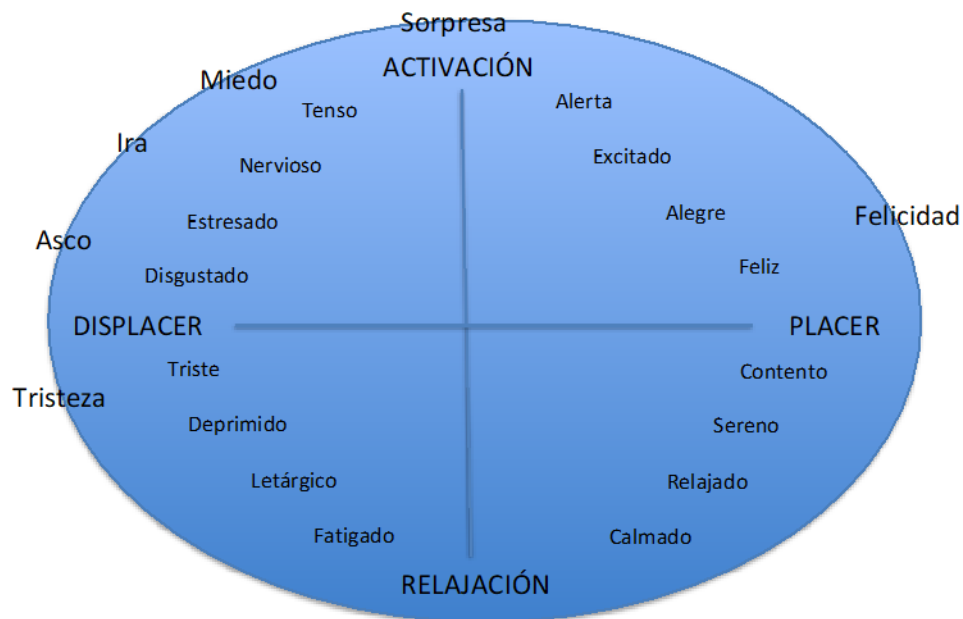 Sorpresa
ACTIVACIÓN
Miedo
Tenso
Alerta
Ira
Nervioso
Excitado
Estresado
Alegre
Felicidad
Asco
Disgustado
Feliz
DISPLACER
PLACER
Triste
Contento
Tristeza
Deprimido
Sereno
Letárgico
Relajado
Fatigado
Calmado
RELAJACIÓN